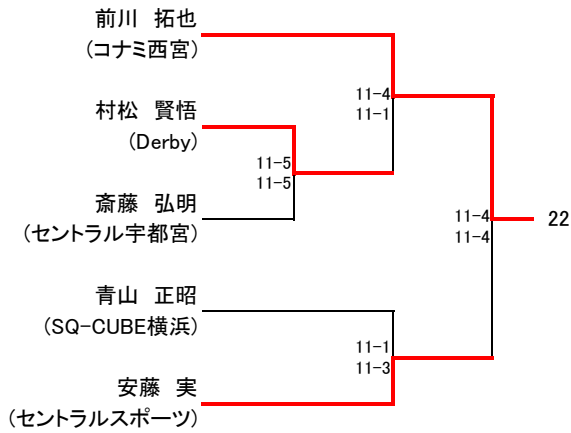 前川　拓也
(コナミ西宮)
11-4
11-1
村松　賢悟
(Derby)
11-5
11-5
斎藤　弘明
(セントラル宇都宮)
11-4
11-4
22
青山　正昭
(SQ-CUBE横浜)
11-1
11-3
安藤　実
(セントラルスポーツ)